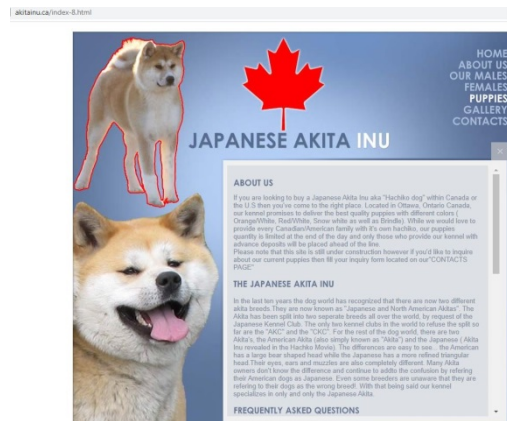 akitainu.ca/index-8.html
HOME
ABOUT US
OUR MALES
FEMALES
PUPPIES
GALLERY
CONTACTS
JAPANESE AKITA INU
ABOUT US
If you are looking to buy a Japanese Akita Inu aka "Hachiko dog" within Canada or
the U.S then you've come to the right place. Located in Ottawa, Ontario Canada,
our kennel promises to deliver the best quality puppies with different colors (
Orange/White, Red/White, Snow white as well as Brindle). While we would love to
provide every Canadian/American family with it's own hachiko, our puppies
quantity is limited at the end of the day and only those who provide our kennel with
advance deposits will be placed ahead of the line.
Please note that this site is still under construction however if you'd like to inquire
about our current puppies then fill your inquiry form located on our"CONTACTS
PAGE"
THE JAPANESE AKITA INU
In the last ten years the dog world has recognized that there are now two different
akita breeds.They are now known as "Japanese and North American Akitas". The
Akita has been split into two seperate breeds all over the world, by request of the
Japanese Kennel Club. The only two kennel clubs in the world to refuse the split so
far are the "AKC" and the "CKC". For the rest of the dog world, there are two
Akita's, the American Akita (also simply known as "Akita") and the Japanese ( Akita
Inu revealed in the Hachiko Movie). The differences are easy to see... the American
has a large bear shaped head while the Japanese has a more refined triangular
head.Their eyes, ears and muzzles are also completely different. Many Akita
owners don't know the difference and continue to addto the confusion by refering
their American dogs as Japanese. Even some breeders are unaware that they are
refering to their dogs as the wrong breed!. With that being said our kennel
specializes in only and only the Japanese Akita.
FREQUENTLY ASKED QUESTIONS